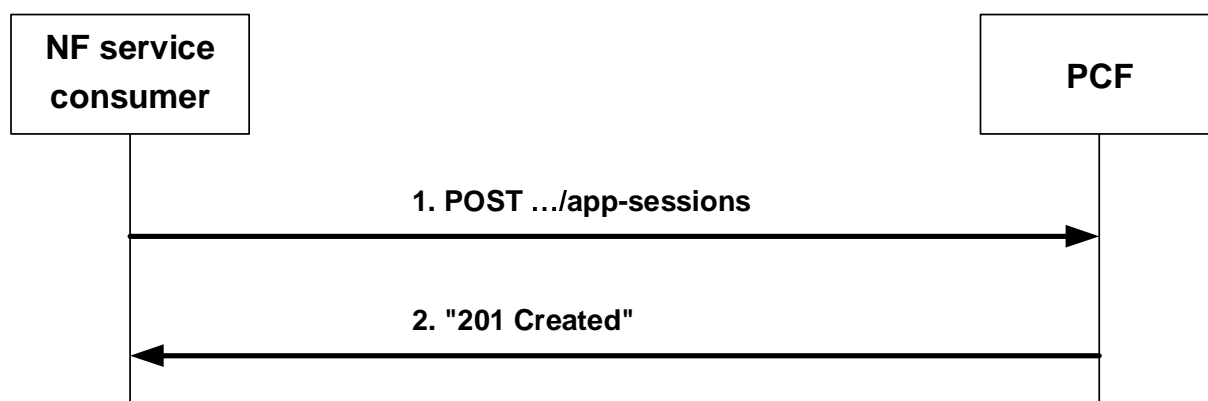 NF service
consumer
PCF
1. POST …/app-sessions
2. "201 Created"